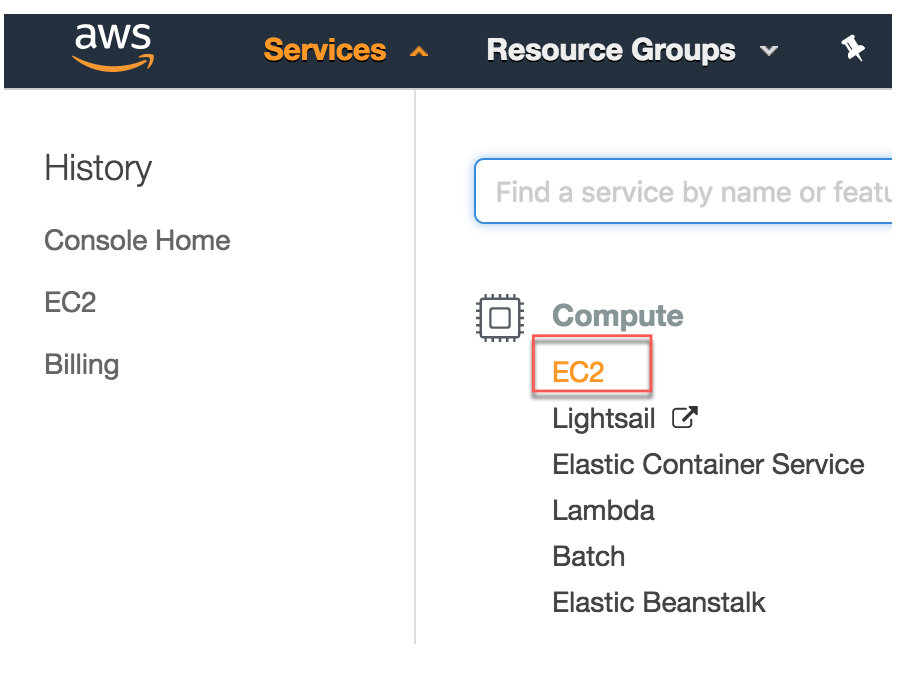 aws
Services
Resource Groups
History
Console Home
EC2
Billing
Find a service by name or featu
Compute
EC2
Lightsail
Elastic Container Service
Lambda
Batch
Elastic Beanstalk